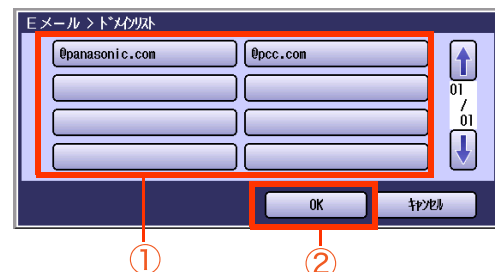 Eメール > ﾄﾞﾒｲﾝﾘｽﾄ
@panasonic.com @pcc.com
01
/
01
OK ｷｬﾝｾﾙ
① ②